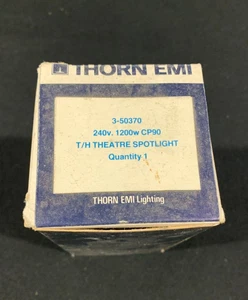 THORN EMI
3-50370
240v. 1200w CP90
T/H THEATRE SPOTLIGHT
Quantity 1
THORN EMI Lighting